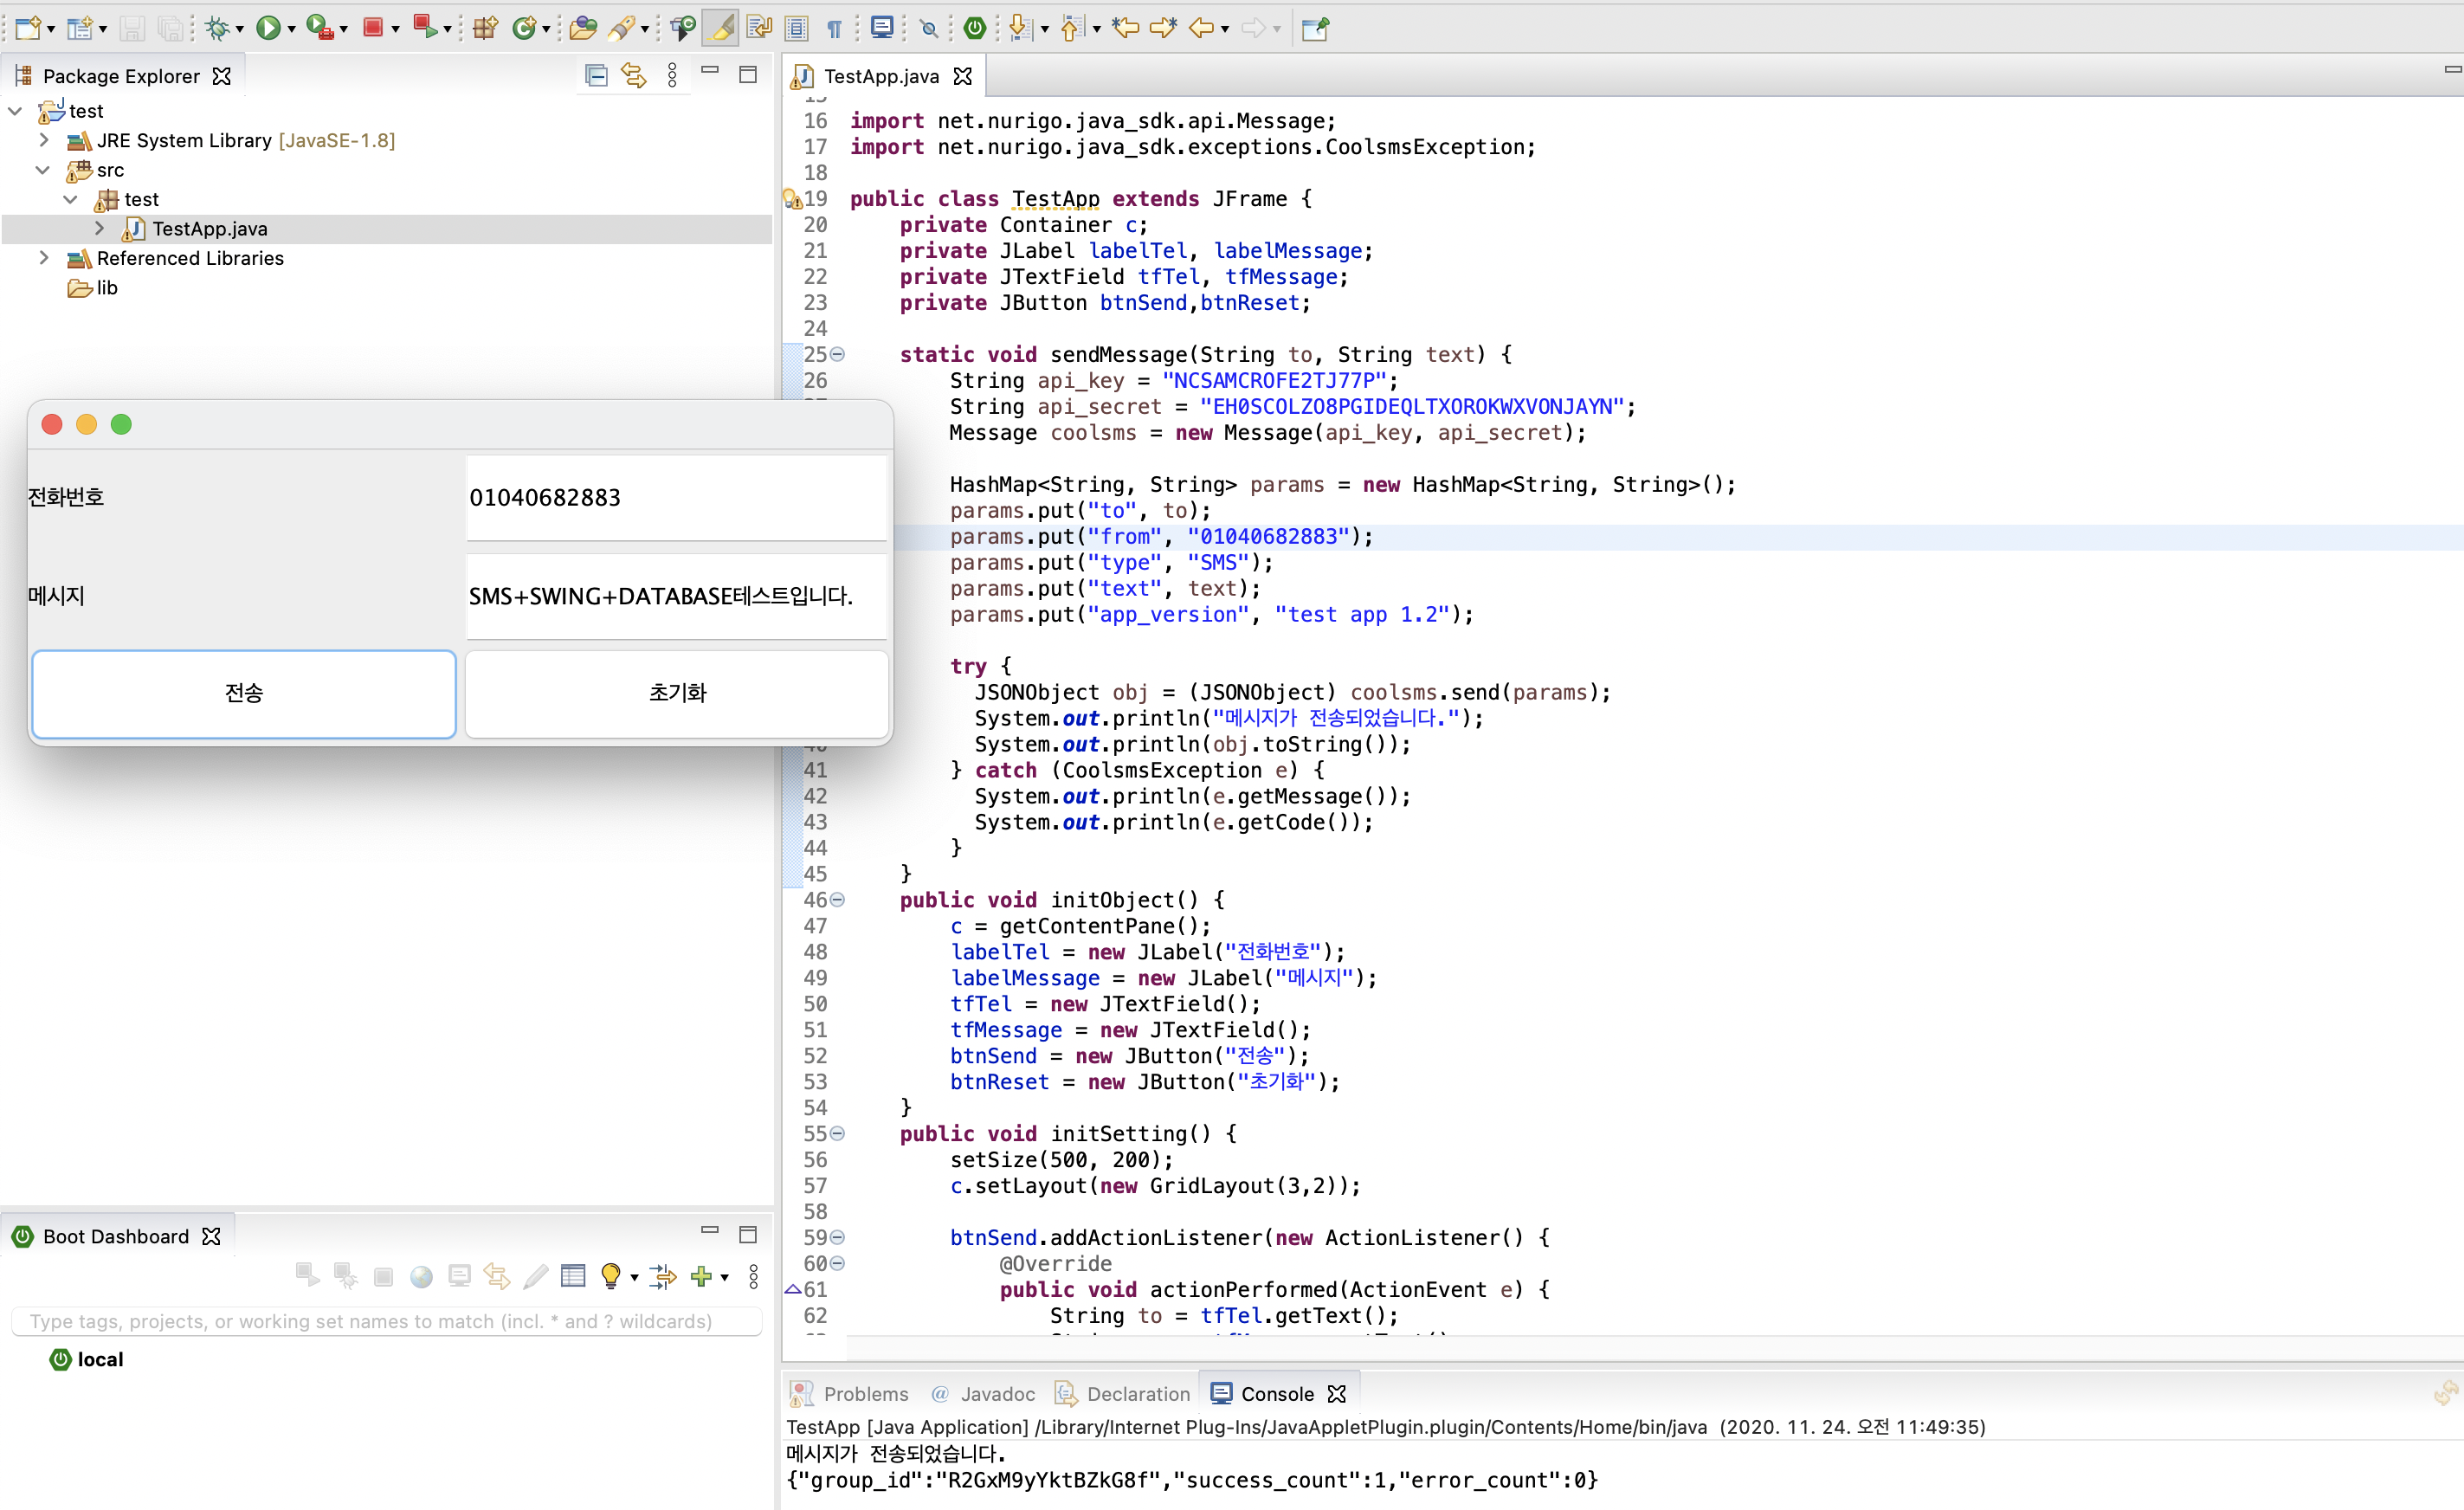 Package Explorer
test
JRE System Library [JavaSE-1.8]
src
test
TestApp.java
Referenced Libraries
lib
전화번호
01040682883
메시지
SMS+SWING+DATABASE테스트입니다.
전송
초기화
Boot Dashboard
Type tags, projects, or working set names to match (incl. * and ? wildcards)
local
TestApp.java
16 import net.nurigo.java_sdk.api.Message;
17 import net.nurigo.java_sdk.exceptions.CoolsmsException;
18
19 public class TestApp extends JFrame {
20 private Container c;
21 private JLabel labelTel, labelMessage;
22 private JTextField tfTel, tfMessage;
23 private JButton btnSend,btnReset;
24
25 static void sendMessage(String to, String text) {
26 String api_key = "NCSAMCROFE2TJ77P";
String api_secret = "EH0SCOLZO8PGIDEQLTXOROKWXVONJAYN";
Message coolsms = new Message(api_key, api_secret);
HashMap<String, String> params = new HashMap<String, String>();
params.put("to", to);
params.put("from", "01040682883");
params.put("type", "SMS");
params.put("text", text);
params.put("app_version", "test app 1.2");
try {
JSONObject obj = (JSONObject) coolsms.send(params);
System.out.println("메시지가 전송되었습니다.");
System.out.println(obj.toString());
41 } catch (CoolsmsException e) {
42 System.out.println(e.getMessage());
43 System.out.println(e.getCode());
44 }
45 }
46 public void initObject() {
47 c = getContentPane();
48 labelTel = new JLabel("전화번호");
49 labelMessage = new JLabel("메시지");
50 tfTel = new JTextField();
51 tfMessage = new JTextField();
52 btnSend = new JButton("전송");
53 btnReset = new JButton("초기화");
54 }
55 public void initSetting() {
56 setSize(500, 200);
57 c.setLayout(new GridLayout(3,2));
58
59 btnSend.addActionListener(new ActionListener() {
60 @Override
61 public void actionPerformed(ActionEvent e) {
62 String to = tfTel.getText();
Problems @ Javadoc Declaration Console
TestApp [Java Application] /Library/Internet Plug-Ins/JavaAppletPlugin.plugin/Contents/Home/bin/java (2020. 11. 24. 오전 11:49:35)
메시지가 전송되었습니다.
{"group_id":"R2GxM9yYktBZkG8f","success_count":1,"error_count":0}